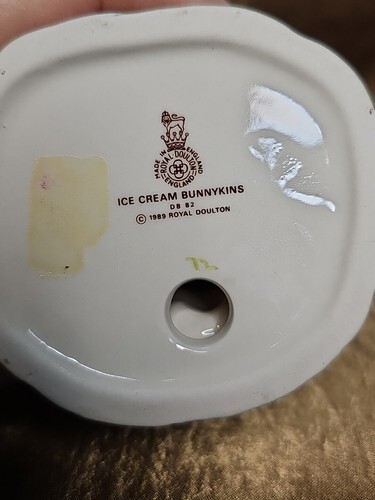 MADE IN ENGLAND
ROYAL DOULTON
ENGLAND
ICE CREAM BUNNYKINS
DB 82
© 1989 ROYAL DOULTON